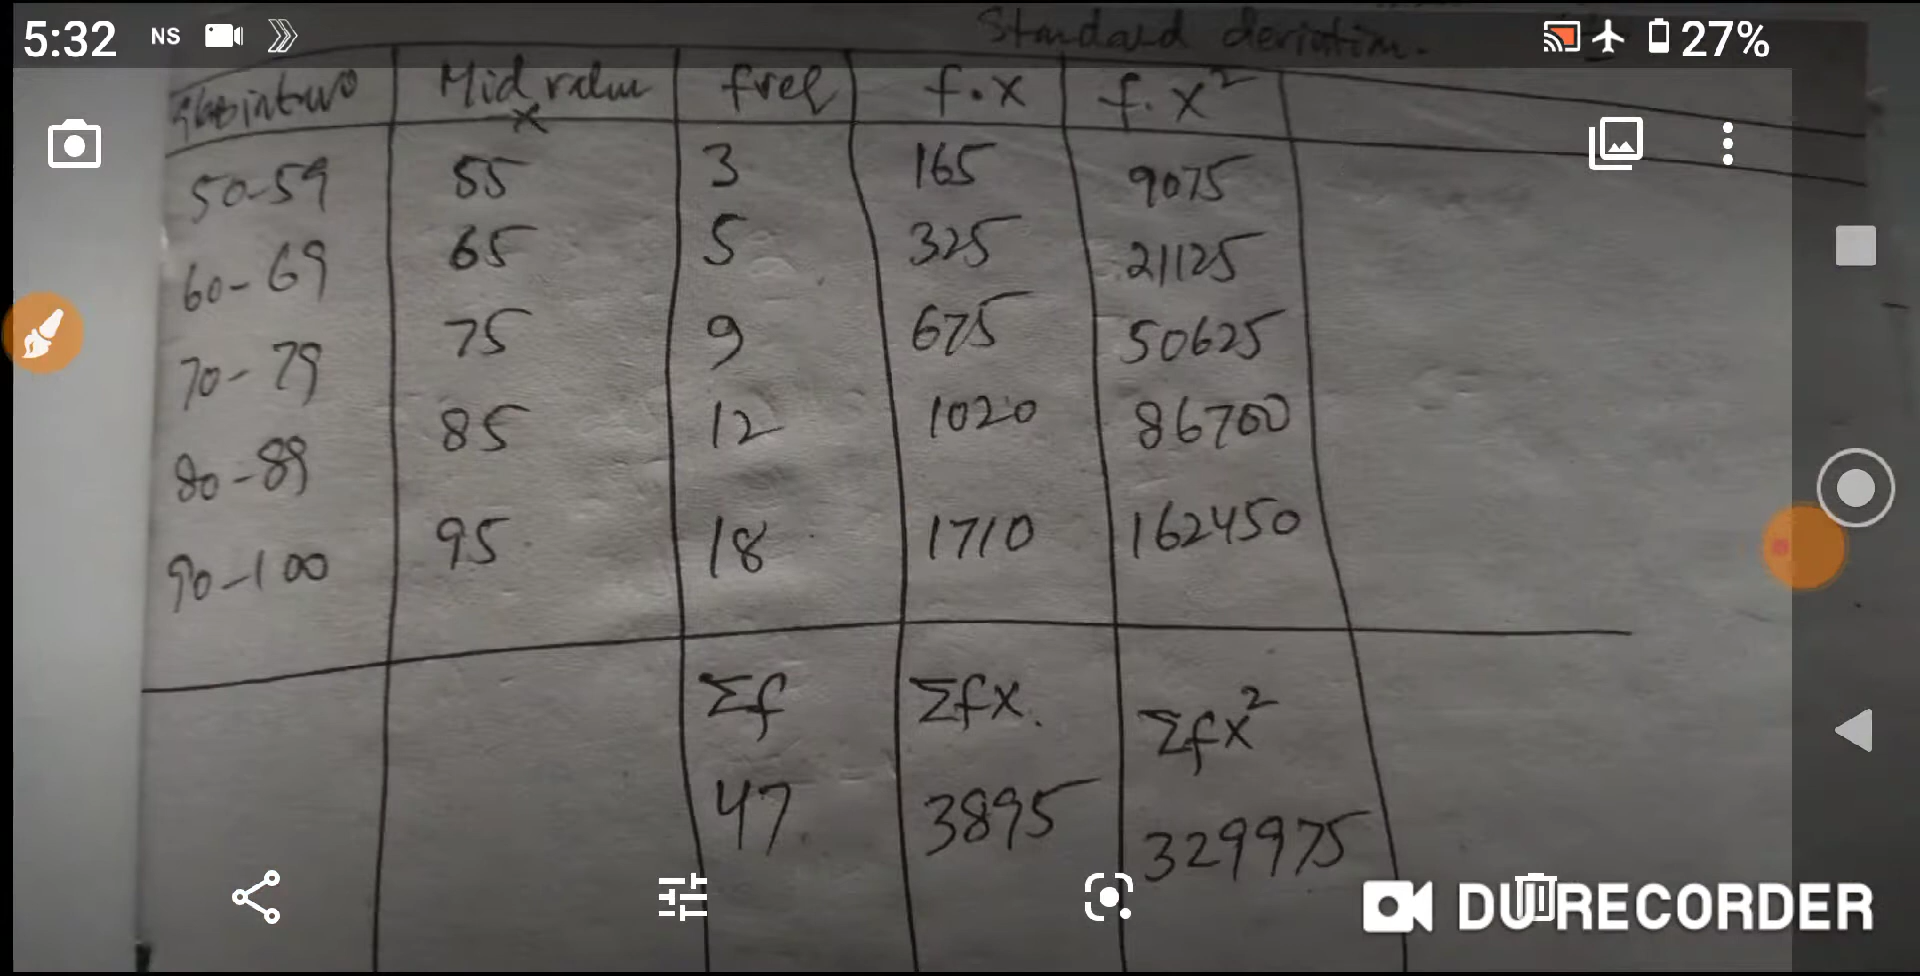 5:32 NS 27%
Standard deviation.
Mid value x freq f.x f.x²
50-59 55 3 165 9075
60-69 65 5 325 21125
70-79 75 9 675 50625
80-89 85 12 1020 86700
90-100 95 18 1710 162450
Σf Σfx. Σfx²
47 3895 329975
DU RECORDER